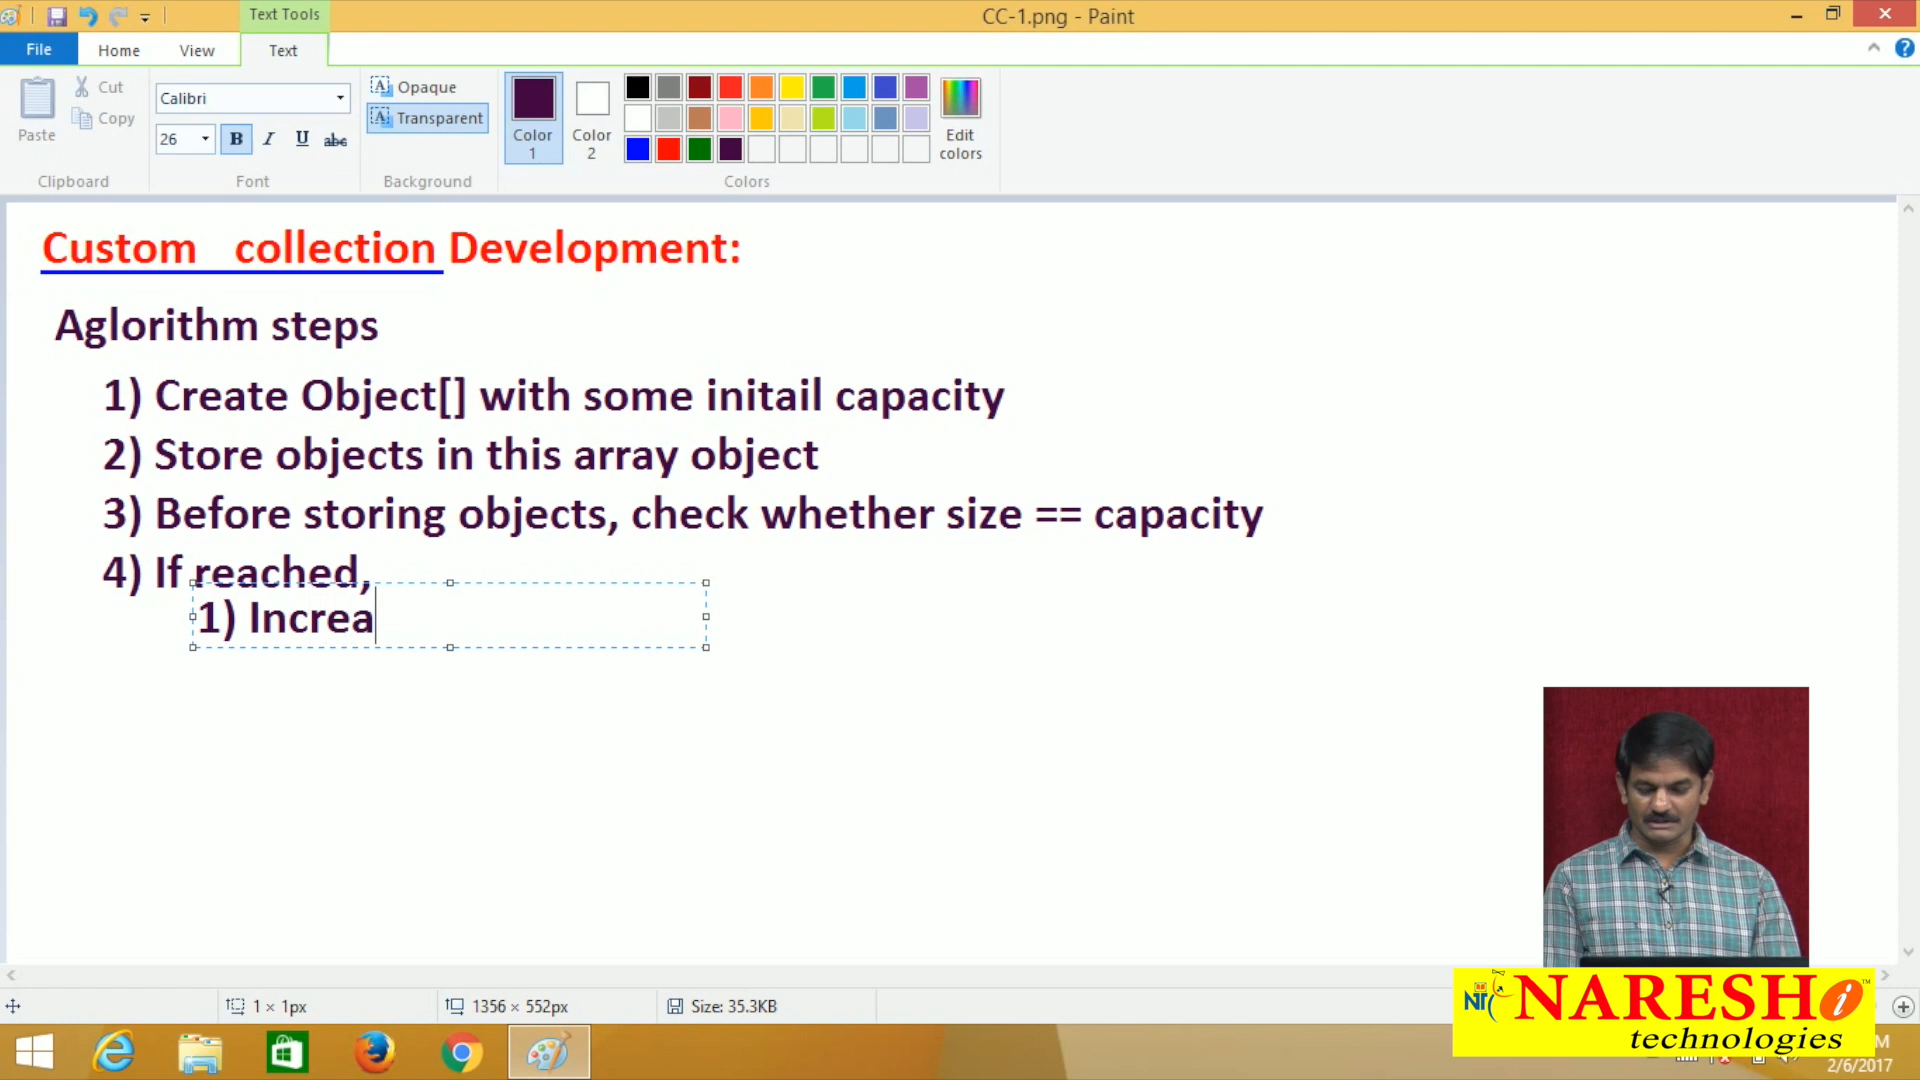 Text Tools
CC-1.png - Paint
File
Home
View
Text
Paste
Cut
Copy
Clipboard
Calibri
26
B
I
U
abc
Font
Opaque
Transparent
Background
Color
1
Color
2
Edit
colors
Colors
Custom collection Development:
Aglorithm steps
1) Create Object[] with some initail capacity
2) Store objects in this array object
3) Before storing objects, check whether size == capacity
4) If reached,
1) Increa
1 × 1px
1356 × 552px
Size: 35.3KB
NARESH i
technologies
2/6/2017